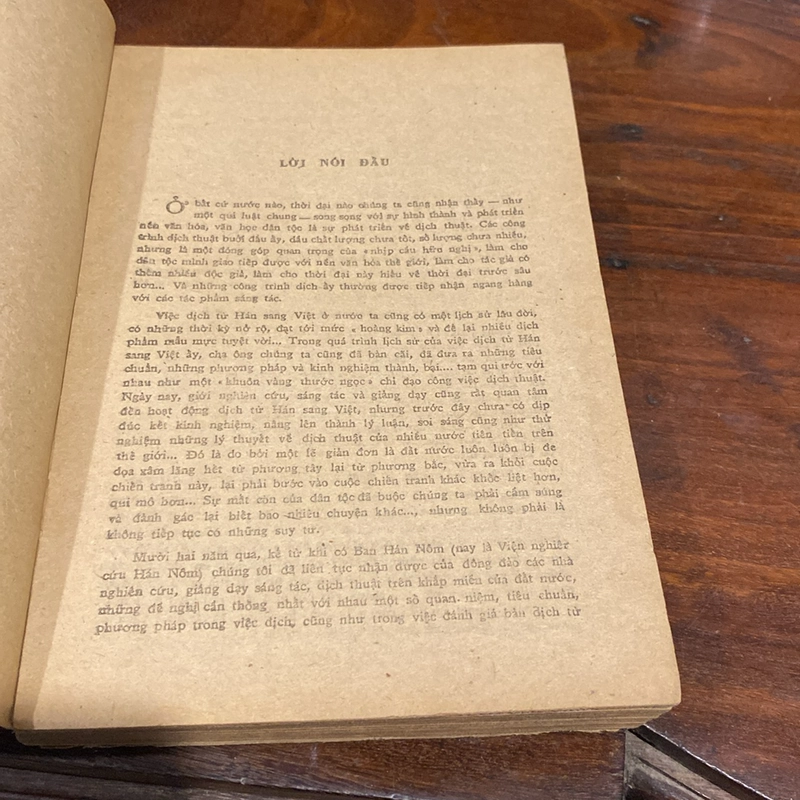 LỜI NÓI ĐẦU
Ở bất cứ nước nào, thời đại nào chúng ta cũng nhận thấy — như
một qui luật chung — song song với sự hình thành và phát triển
nền văn hóa, văn học dân tộc là sự phát triển về dịch thuật. Các công
trình dịch thuật buổi đầu ấy, dầu chất lượng chưa tốt, số lượng chưa nhiều,
nhưng là một đóng góp quan trọng của «nhịp cầu hữu nghị», làm cho
dân tộc mình giao tiếp được với nền văn hóa thế giới, làm cho tác giả có
thêm nhiều độc giả, làm cho thời đại này hiểu về thời đại trước sâu
hơn... Và những công trình dịch ấy thường được tiếp nhận ngang hàng
với các tác phẩm sáng tác.
Việc dịch từ Hán sang Việt ở nước ta cũng có một lịch sử lâu đời,
có những thời kỳ nở rộ, đạt tới mức «hoàng kim» và để lại nhiều dịch
phẩm mẫu mực tuyệt vời... Trong quá trình lịch sử của việc dịch từ Hán
sang Việt ấy, cha ông chúng ta cũng đã bàn cãi, đã đưa ra những tiêu
chuẩn, những phương pháp và kinh nghiệm thành, bại.... tạm qui ước với
nhau như một «khuôn vàng thước ngọc» chỉ đạo công việc dịch thuật.
Ngày nay, giới nghiên cứu, sáng tác và giảng dạy cũng rất quan tâm
đến hoạt động dịch từ Hán sang Việt, nhưng trước đây chưa có dịp
đúc kết kinh nghiệm, nâng lên thành lý luận, soi sáng cũng như thử
nghiệm những lý thuyết về dịch thuật của nhiều nước tiên tiến trên
thế giới... Đó là do bởi một lẽ giản đơn là đất nước luôn luôn bị đe
dọa xâm lăng hết từ phương tây lại từ phương bắc, vừa ra khỏi cuộc
chiến tranh này, lại phải bước vào cuộc chiến tranh khác khốc liệt hơn,
qui mô hơn... Sự mất còn của dân tộc đã buộc chúng ta phải cầm súng
và đành gác lại biết bao nhiêu chuyện khác..., nhưng không phải là
không tiếp tục có những suy tư.
Mười hai năm qua, kể từ khi có Ban Hán Nôm (nay là Viện nghiên
cứu Hán Nôm) chúng tôi đã liên tục nhận được của đông đảo các nhà
nghiên cứu, giảng dạy sáng tác, dịch thuật trên khắp miền của đất nước,
những đề nghị cần thống nhất với nhau một số quan niệm, tiêu chuẩn,
phương pháp trong việc dịch, cũng như trong việc đánh giá bản dịch từ